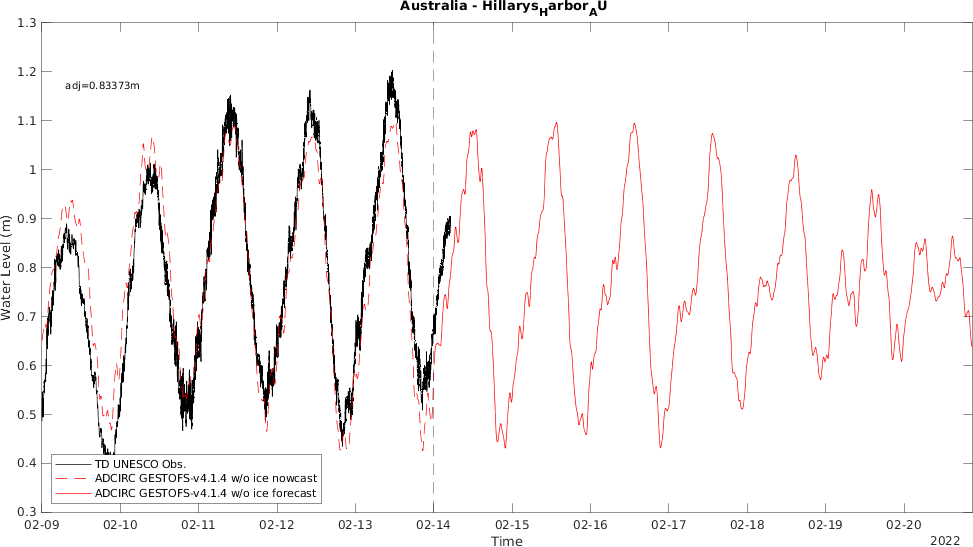 Australia - HillarysHarborAU
1.3
1.2
adj=0.83373m
1.1
1
0.9
0.8
Water Level (m)
0.7
0.6
0.5
0.4
TD UNESCO Obs.
ADCIRC GESTOFS-v4.1.4 w/o ice nowcast
ADCIRC GESTOFS-v4.1.4 w/o ice forecast
0.3
02-09 02-10 02-11 02-12 02-13 02-14 02-15 02-16 02-17 02-18 02-19 02-20
Time
2022